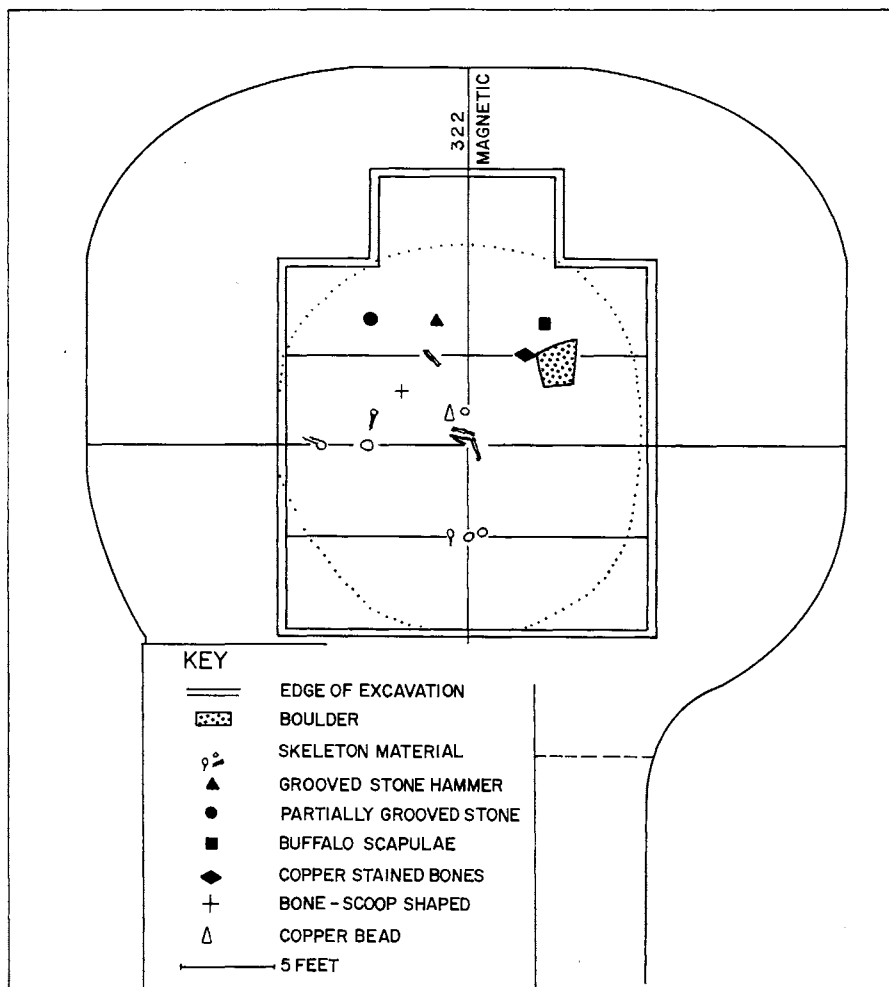 322
MAGNETIC
KEY
EDGE OF EXCAVATION
BOULDER
SKELETON MATERIAL
GROOVED STONE HAMMER
PARTIALLY GROOVED STONE
BUFFALO SCAPULAE
COPPER STAINED BONES
BONE-SCOOP SHAPED
COPPER BEAD
5 FEET